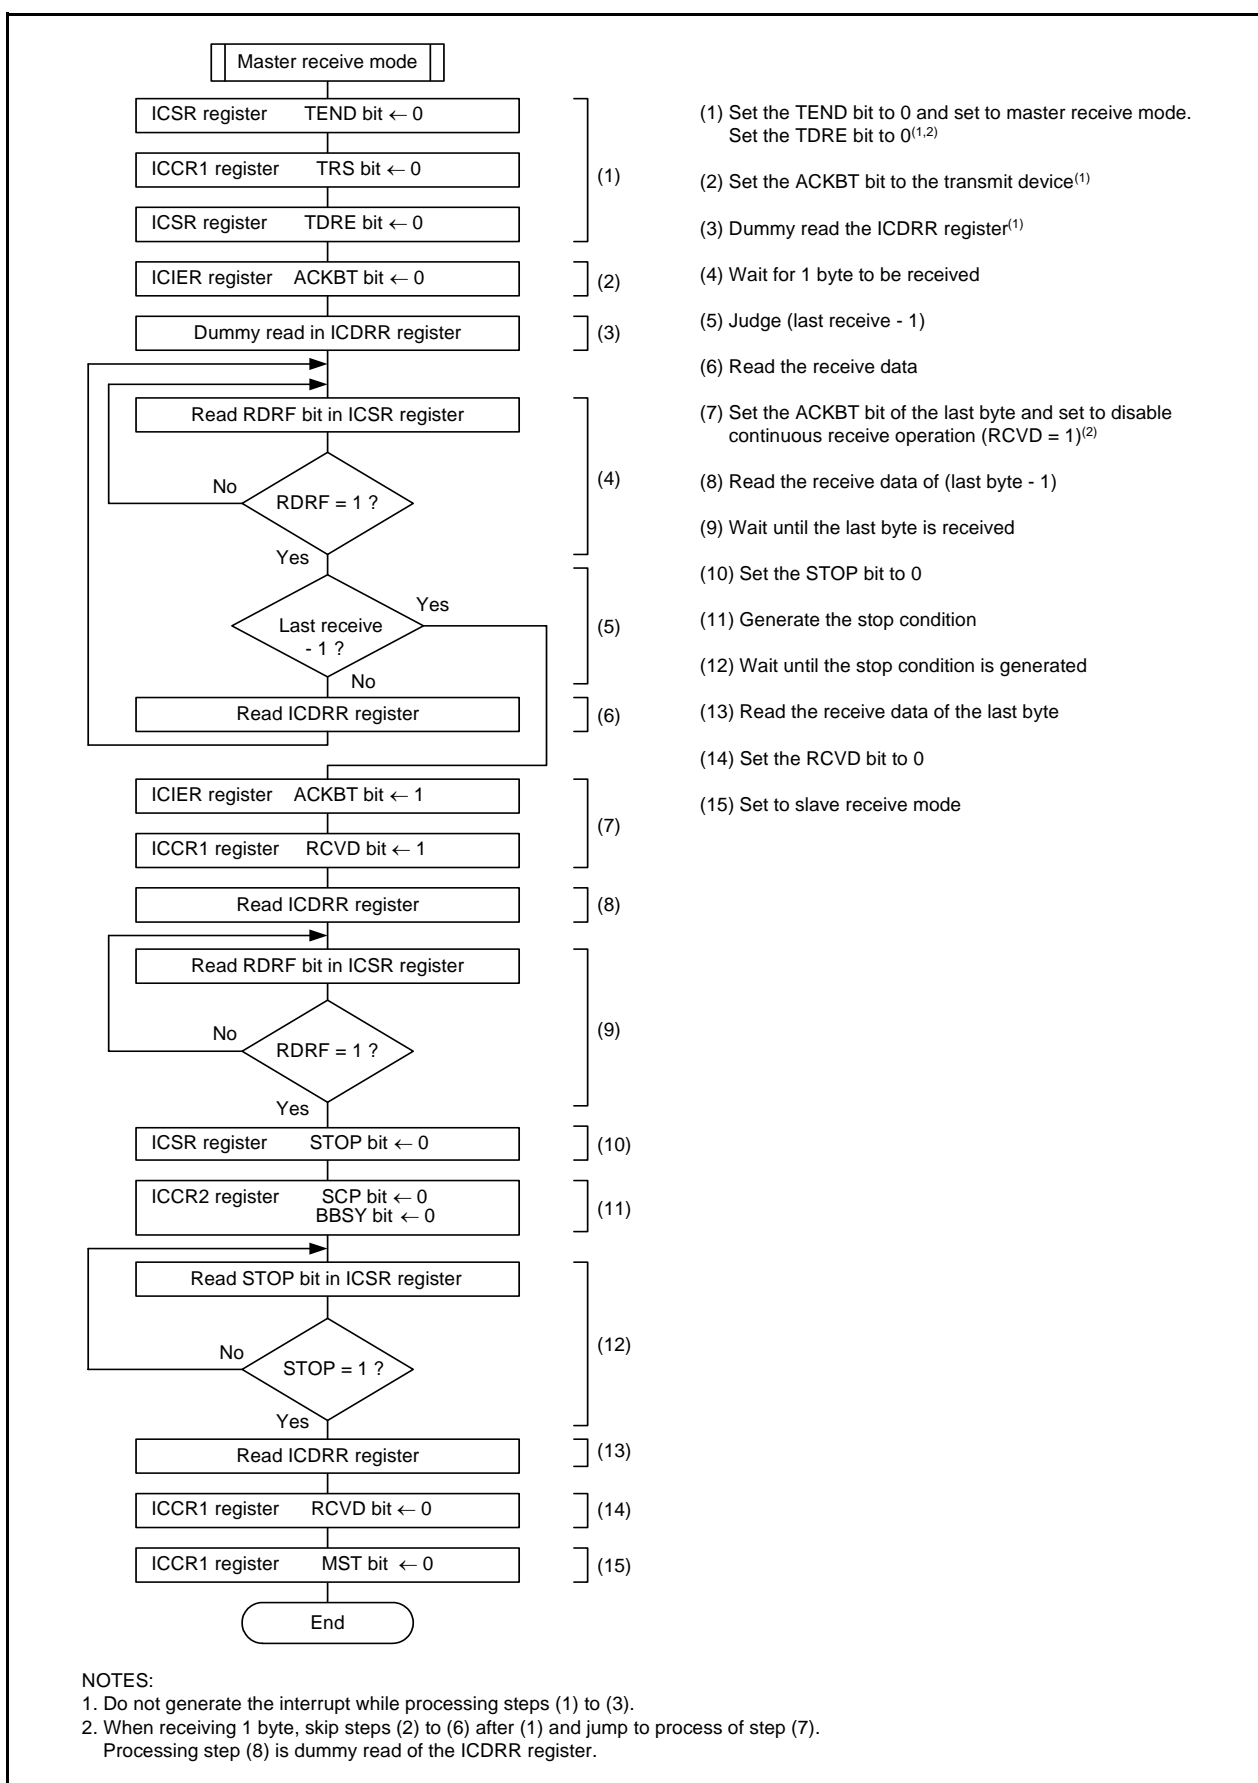 Master receive mode
ICSR register TEND bit ← 0
ICCR1 register TRS bit ← 0
(1)
ICSR register TDRE bit ← 0
ICIER register ACKBT bit ← 0
(2)
Dummy read in ICDRR register
(3)
Read RDRF bit in ICSR register
No
RDRF = 1 ?
(4)
Yes
Yes
Last receive
- 1 ?
(5)
No
Read ICDRR register
(6)
ICIER register ACKBT bit ← 1
(7)
ICCR1 register RCVD bit ← 1
Read ICDRR register
(8)
Read RDRF bit in ICSR register
No
RDRF = 1 ?
(9)
Yes
ICSR register STOP bit ← 0
(10)
ICCR2 register SCP bit ← 0
BBSY bit ← 0
(11)
Read STOP bit in ICSR register
No
STOP = 1 ?
(12)
Yes
Read ICDRR register
(13)
ICCR1 register RCVD bit ← 0
(14)
ICCR1 register MST bit ← 0
(15)
End
(1) Set the TEND bit to 0 and set to master receive mode.
Set the TDRE bit to 0(1,2)
(2) Set the ACKBT bit to the transmit device(1)
(3) Dummy read the ICDRR register(1)
(4) Wait for 1 byte to be received
(5) Judge (last receive - 1)
(6) Read the receive data
(7) Set the ACKBT bit of the last byte and set to disable
continuous receive operation (RCVD = 1)(2)
(8) Read the receive data of (last byte - 1)
(9) Wait until the last byte is received
(10) Set the STOP bit to 0
(11) Generate the stop condition
(12) Wait until the stop condition is generated
(13) Read the receive data of the last byte
(14) Set the RCVD bit to 0
(15) Set to slave receive mode
NOTES:
1. Do not generate the interrupt while processing steps (1) to (3).
2. When receiving 1 byte, skip steps (2) to (6) after (1) and jump to process of step (7).
Processing step (8) is dummy read of the ICDRR register.